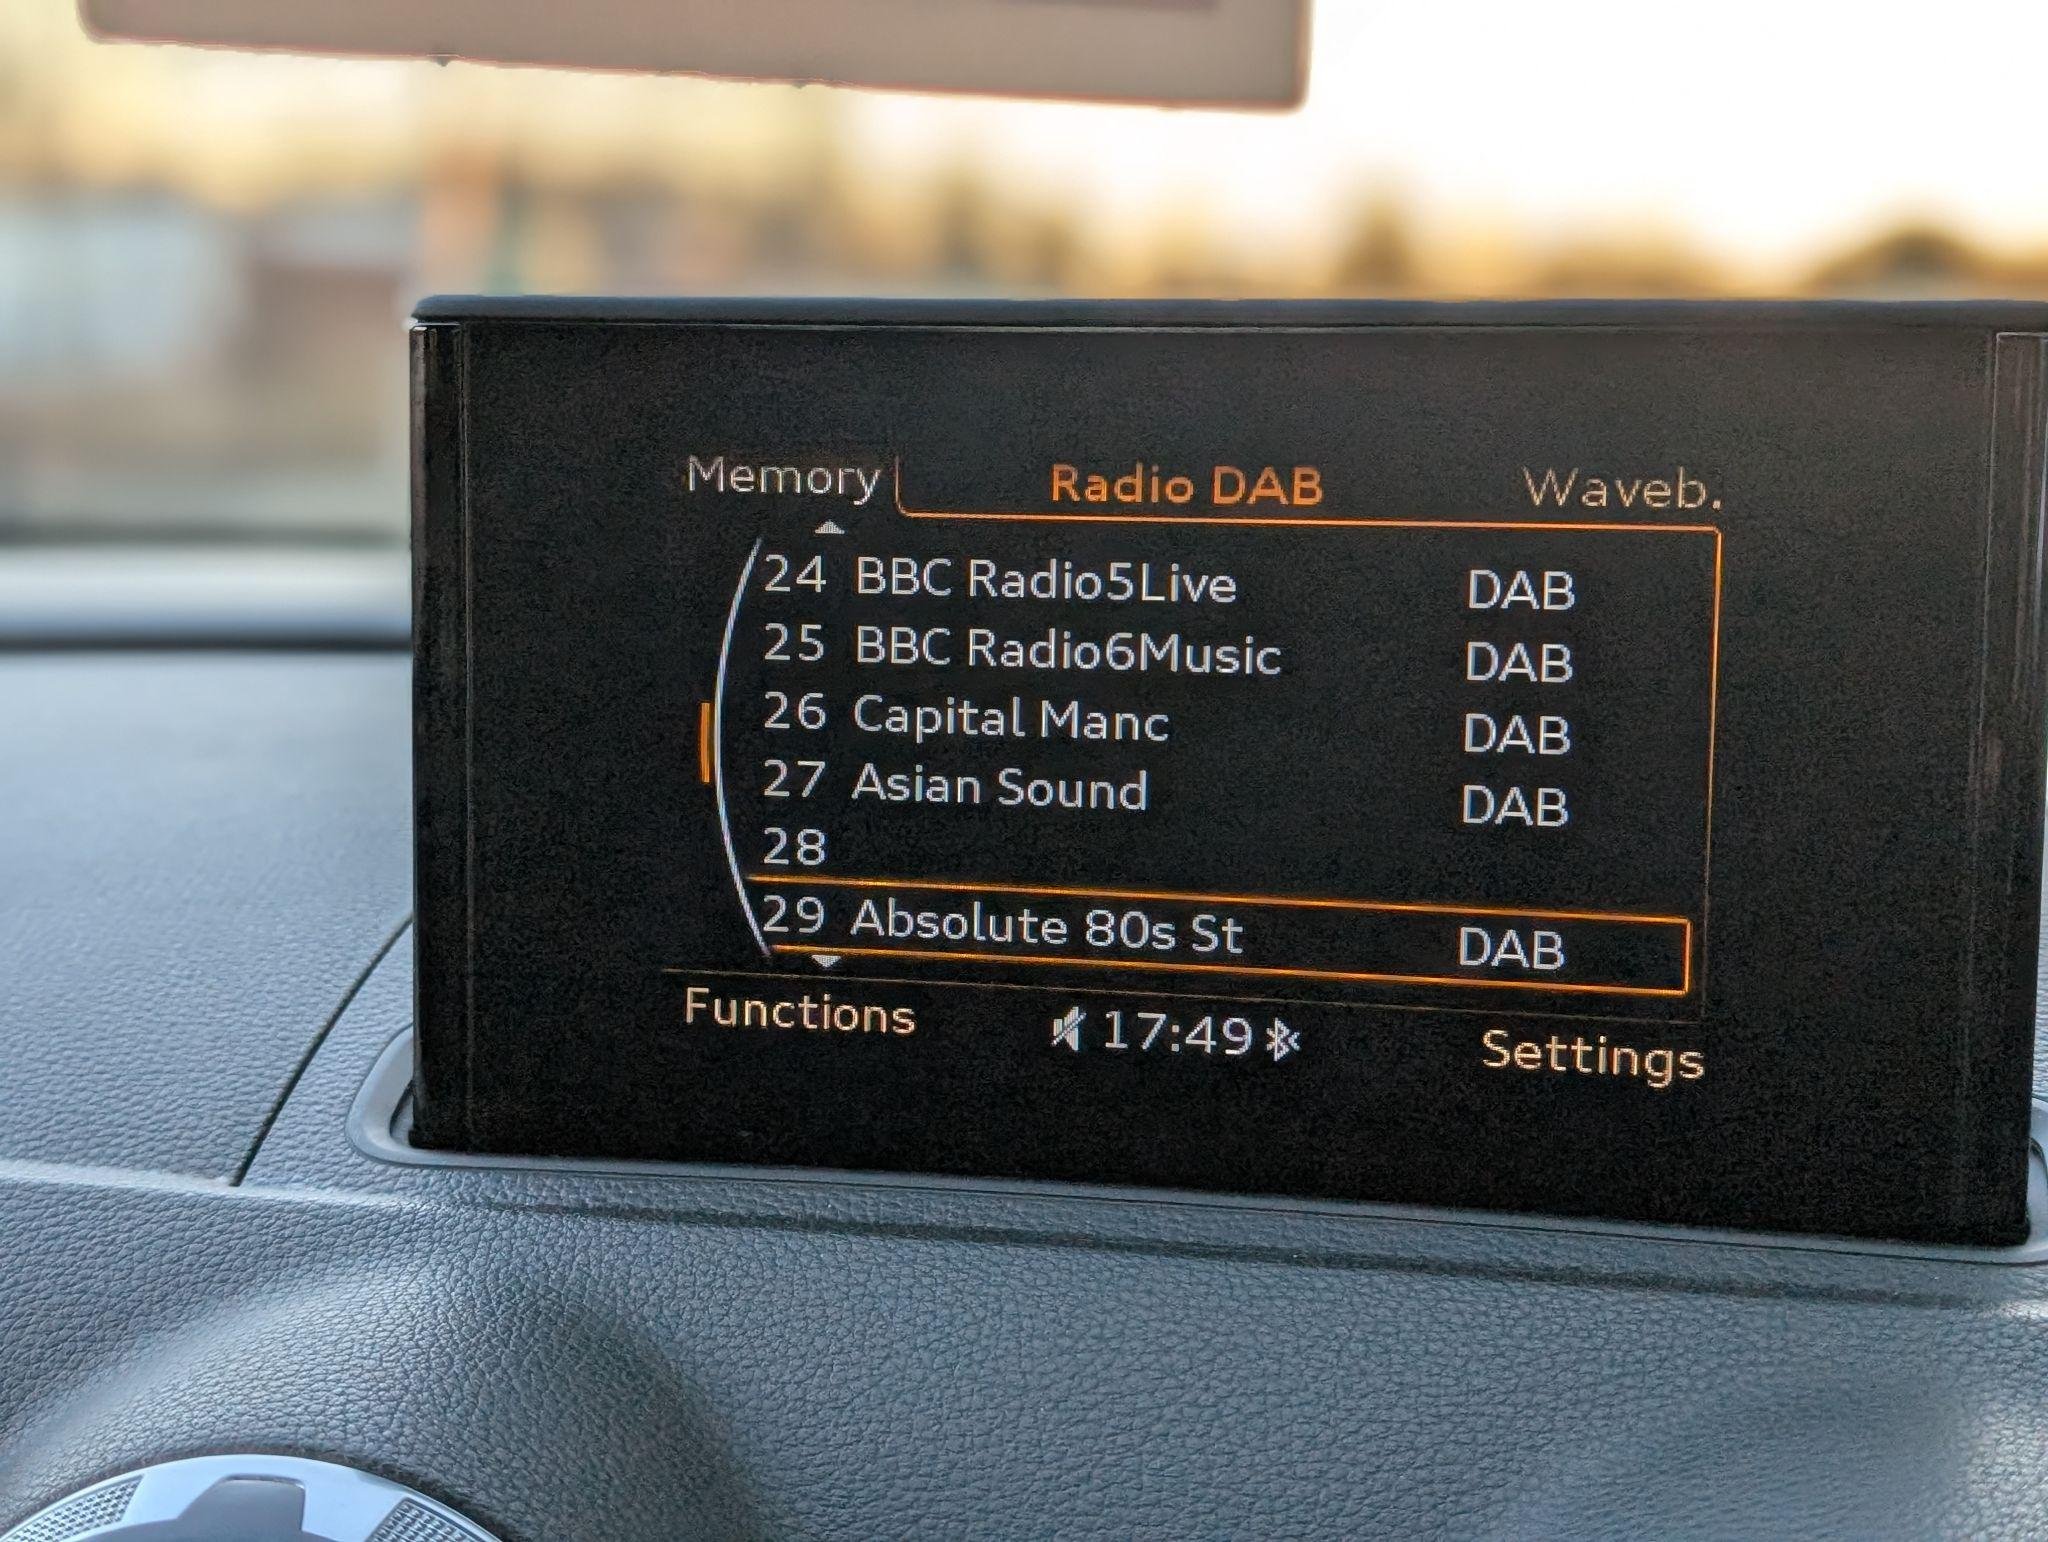 Memory Radio DAB Waveb.
24 BBC Radio5Live DAB
25 BBC Radio6Music DAB
26 Capital Manc DAB
27 Asian Sound DAB
28
29 Absolute 80s St DAB
Functions 17:49 Settings